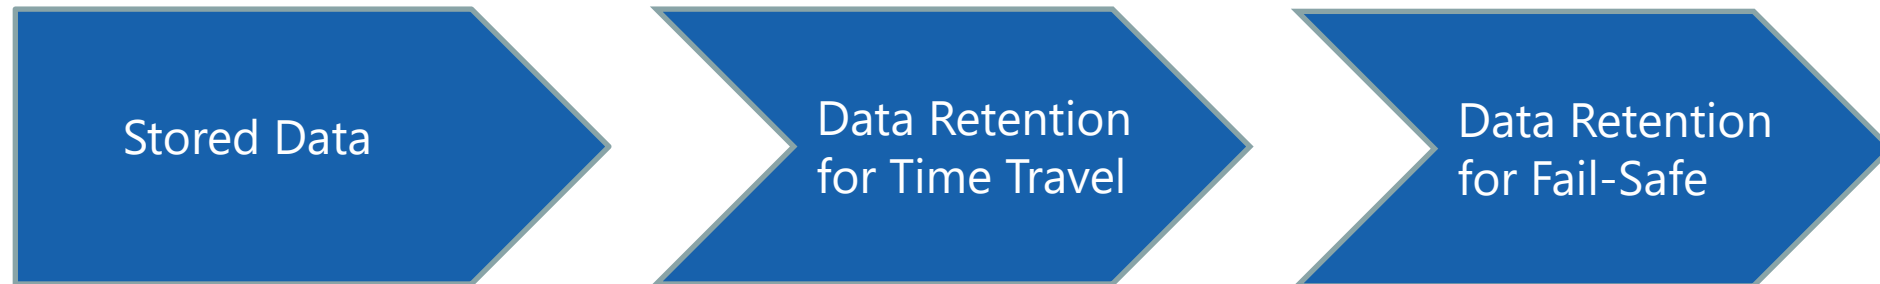 Stored Data
Data Retention
for Time Travel
Data Retention
for Fail-Safe